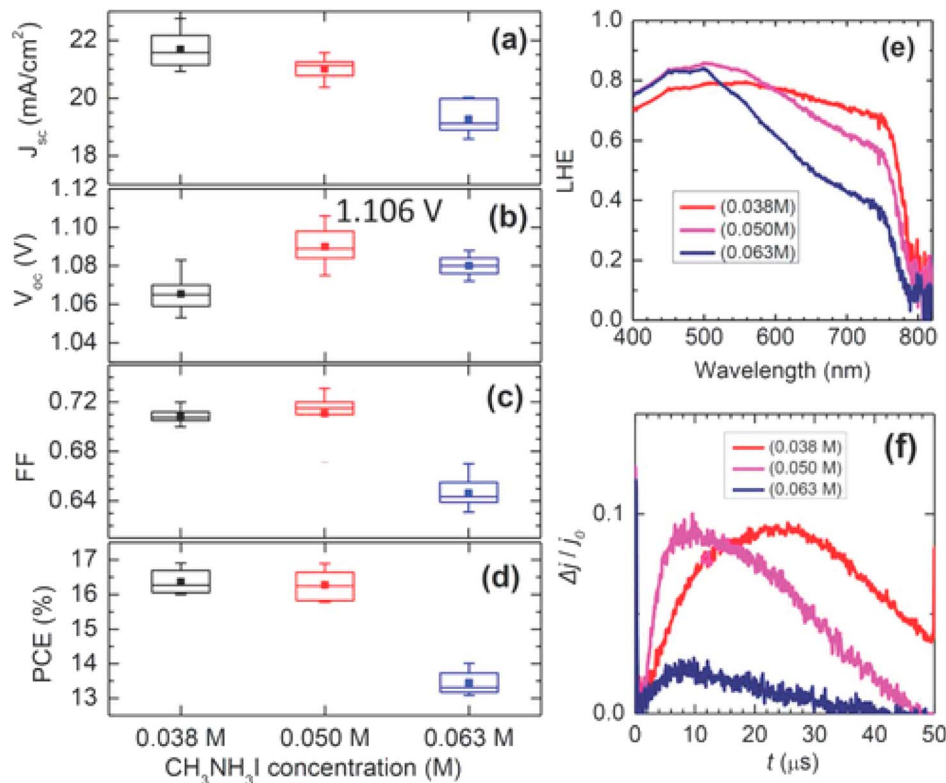 (a)
J_sc (mA/cm²)
22
20
18
(b)
1.106 V
V_oc (V)
1.12
1.10
1.08
1.06
1.04
(c)
FF
0.72
0.64
(d)
PCE (%)
17
16
15
14
13
0.038 M 0.050 M 0.063 M
CH₃NH₃I concentration (M)
(e)
LHE
1.0
0.8
0.6
0.4
0.2
0.0
(0.038M)
(0.050M)
(0.063M)
400 500 600 700 800
Wavelength (nm)
(f)
Δj / j₀
0.1
0.0
(0.038 M)
(0.050 M)
(0.063 M)
0 10 20 30 40 50
t (μs)